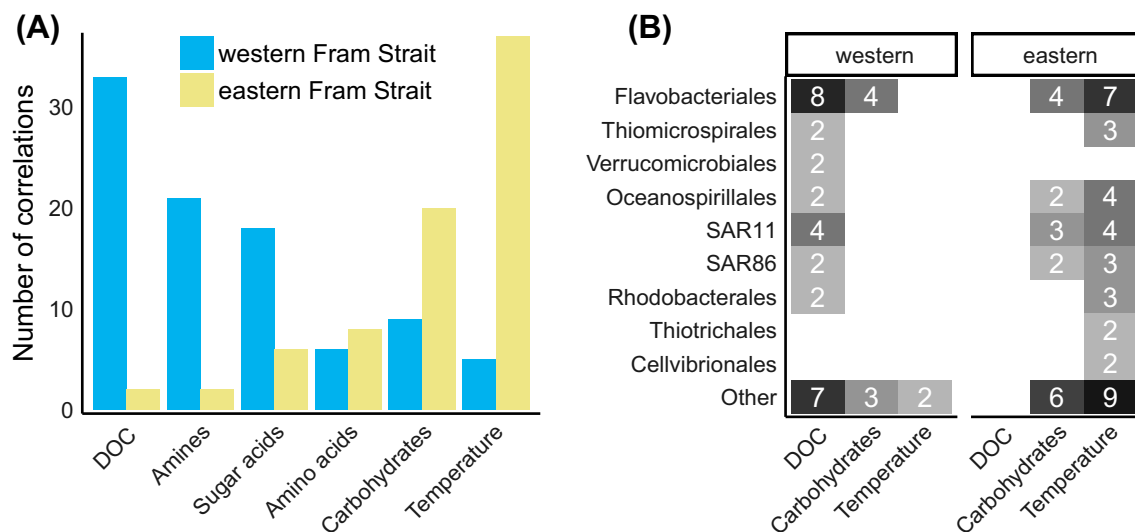 (A)
western Fram Strait
eastern Fram Strait
Number of correlations
30
20
10
0
DOC
Amines
Sugar acids
Amino acids
Carbohydrates
Temperature
(B)
western eastern
Flavobacteriales 8 4 4 7
Thiomicrospirales 2 3
Verrucomicrobiales 2
Oceanospirillales 2 2 4
SAR11 4 3 4
SAR86 2 2 3
Rhodobacterales 2 3
Thiotrichales 2
Cellvibrionales 2
Other 7 3 2 6 9
DOC
Carbohydrates
Temperature
DOC
Carbohydrates
Temperature